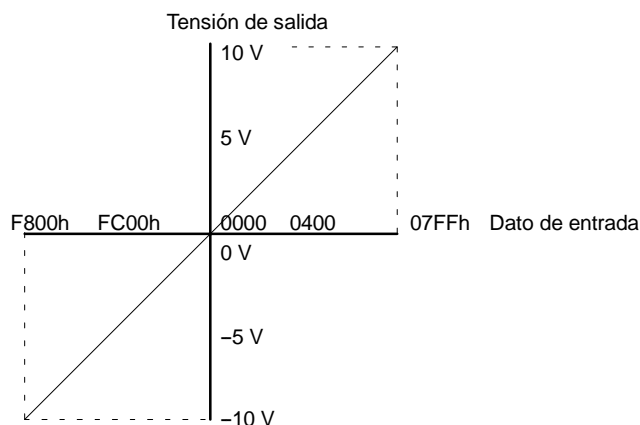 Tensión de salida
10 V
5 V
F800h FC00h 0000 0400 07FFh Dato de entrada
0 V
−5 V
−10 V